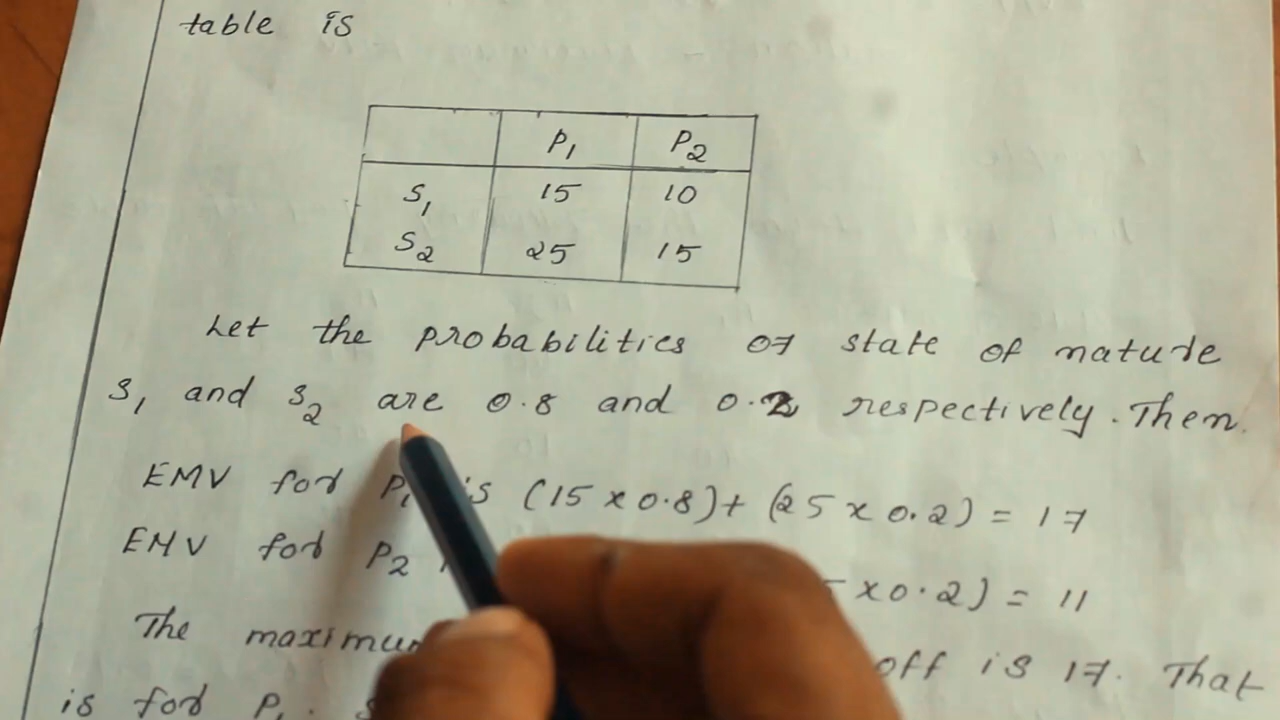 table is
P1 P2
S1 15 10
S2 25 15
Let the probabilities of state of nature
S1 and S2 are 0.8 and 0.2 respectively. Then
EMV for P1 is (15 x 0.8) + (25 x 0.2) = 17
EMV for P2 x 0.2) = 11
The off is 17. That
is for P1.